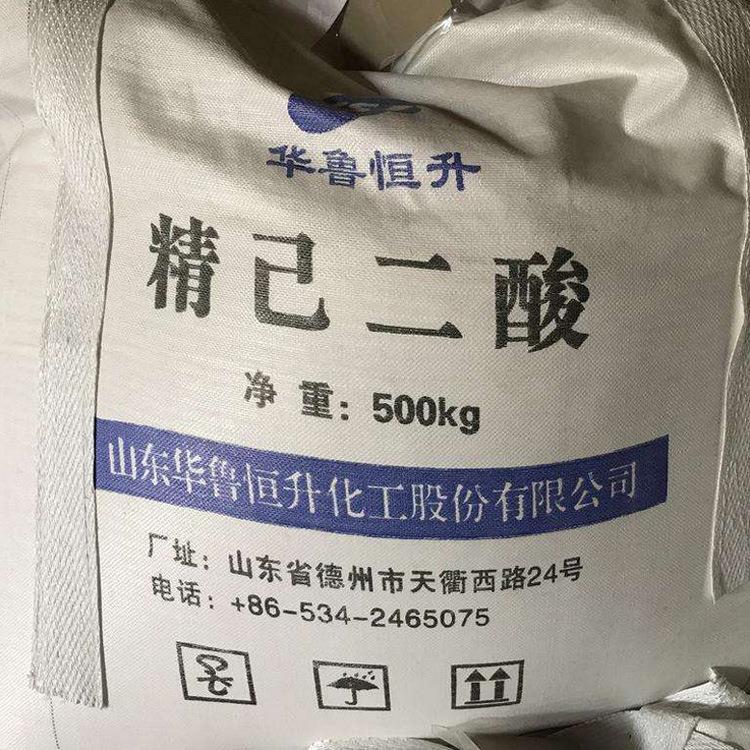 华鲁恒升
精己二酸
净 重：500kg
山东华鲁恒升化工股份有限公司
厂址：山东省德州市天衢西路24号
电话：+86-534-2465075